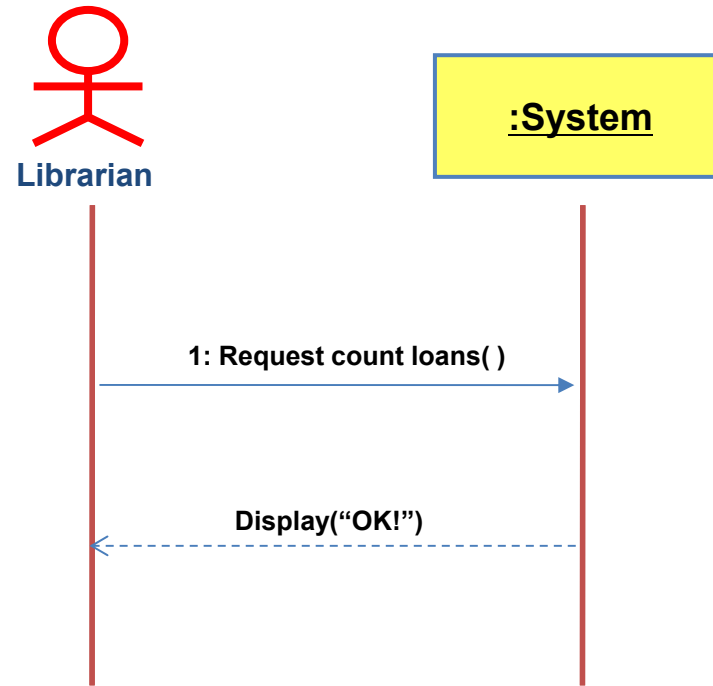 :System
Librarian
1: Request count loans( )
Display(“OK!”)